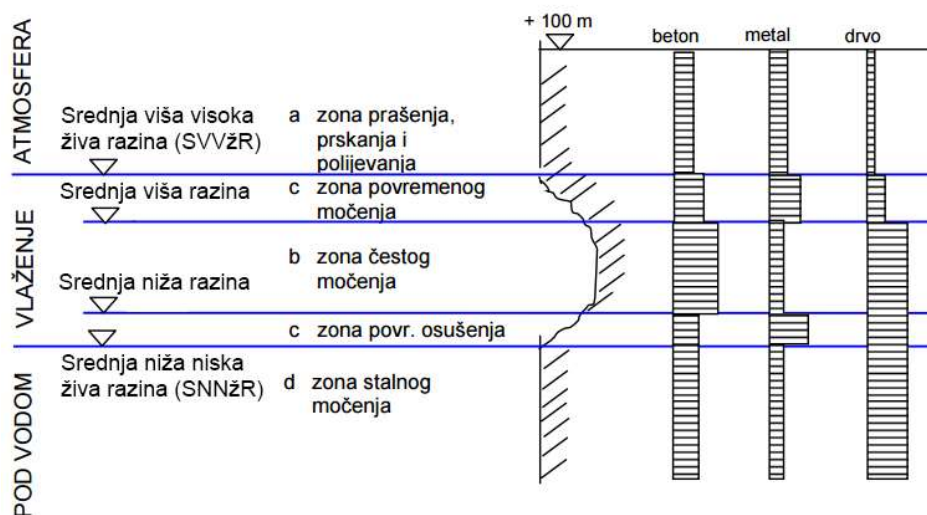 + 100 m
beton
metal
drvo
ATMOSFERA
Srednja viša visoka
živa razina (SVVžR)
a zona prašenja,
prskanja i
polijevanja
VLAŽENJE
Srednja viša razina
c zona povremenog
močenja
b zona čestog
močenja
Srednja niža razina
c zona povr. osušenja
POD VODOM
Srednja niža niska
živa razina (SNNžR)
d zona stalnog
močenja